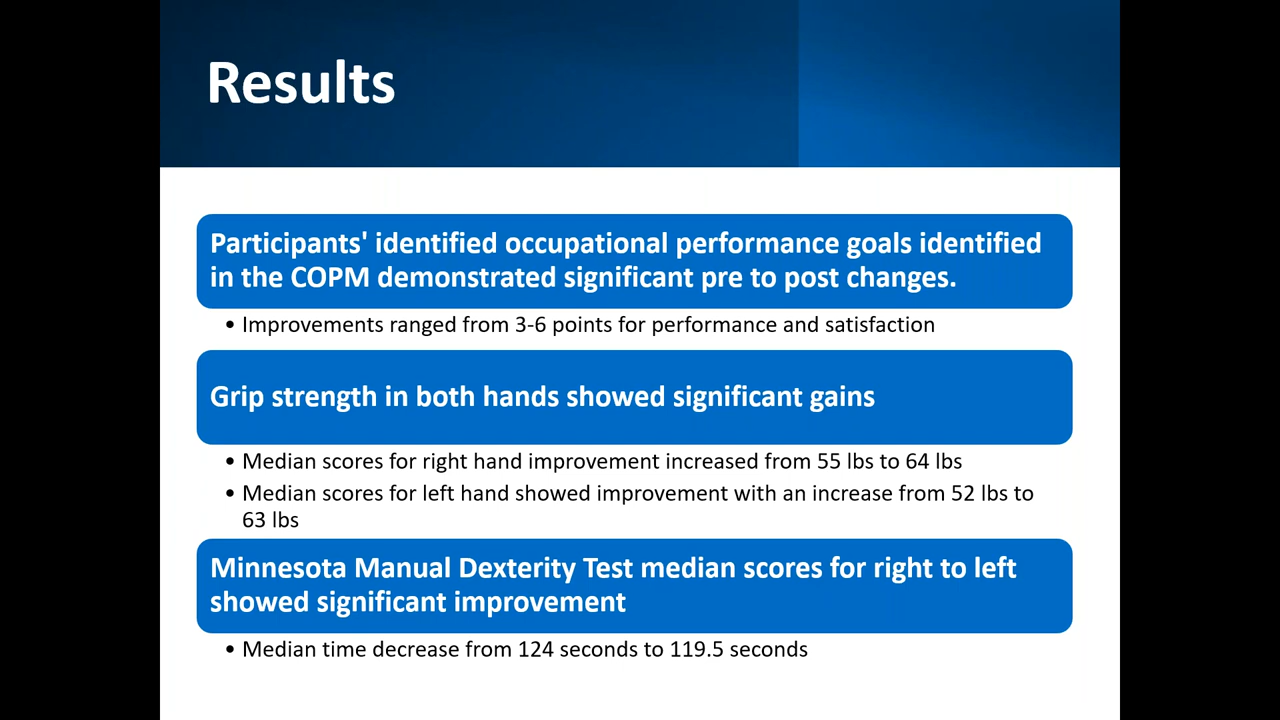 Results
Participants' identified occupational performance goals identified
in the COPM demonstrated significant pre to post changes.
• Improvements ranged from 3-6 points for performance and satisfaction
Grip strength in both hands showed significant gains
• Median scores for right hand improvement increased from 55 lbs to 64 lbs
• Median scores for left hand showed improvement with an increase from 52 lbs to
63 lbs
Minnesota Manual Dexterity Test median scores for right to left
showed significant improvement
• Median time decrease from 124 seconds to 119.5 seconds